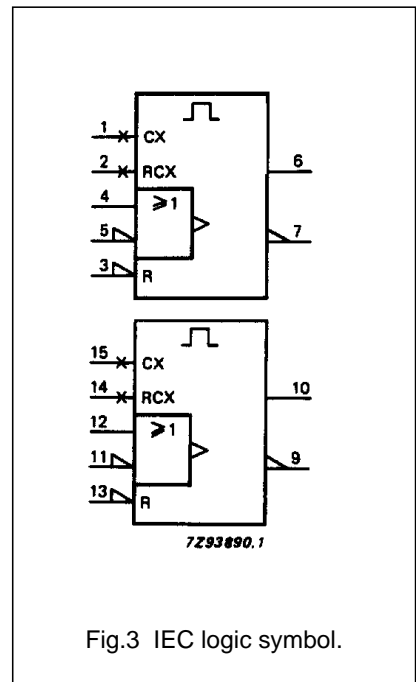 1 CX
2 RCX 6
4 ⩾1
5 7
3 R
15 CX
14 RCX 10
12 ⩾1
11 9
13 R
7Z93890.1
Fig.3 IEC logic symbol.